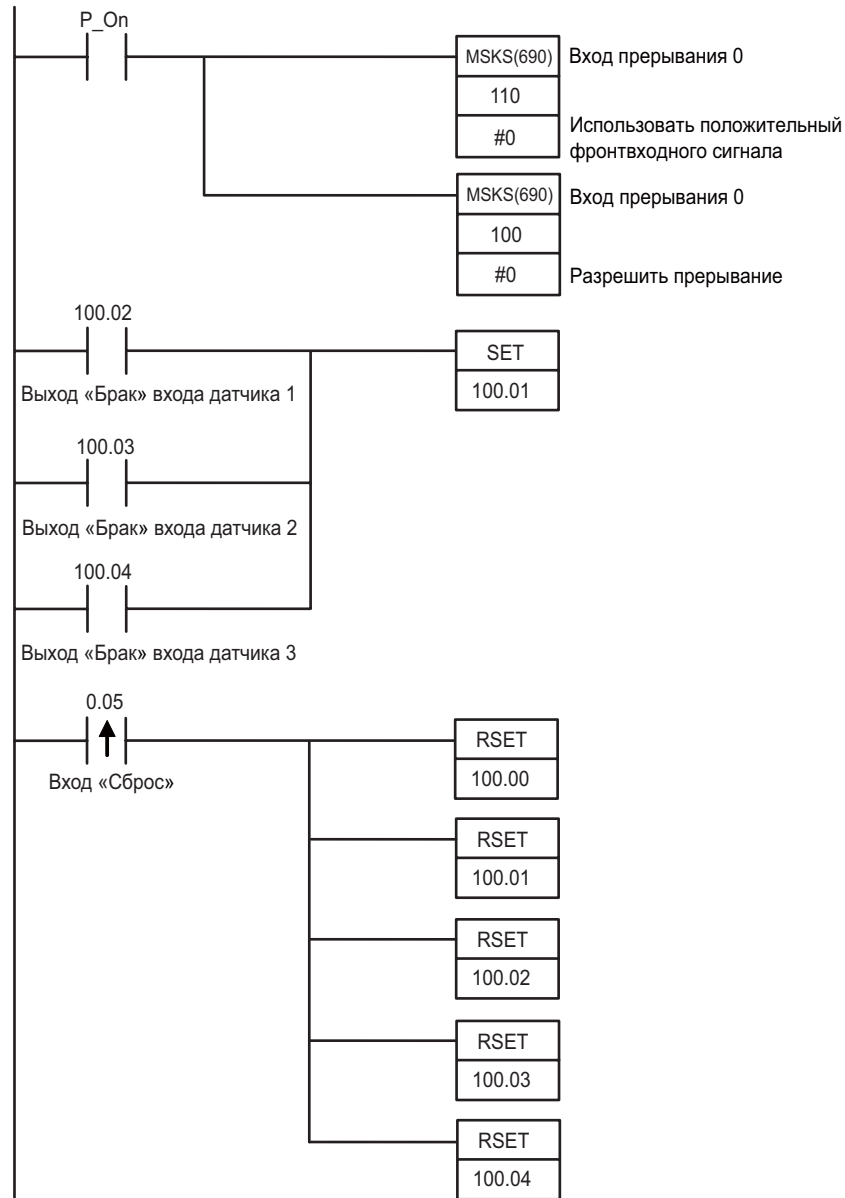 P_On
MSKS(690) Вход прерывания 0
110
#0 Использовать положительный
фронтвходного сигнала
MSKS(690) Вход прерывания 0
100
#0 Разрешить прерывание
100.02
SET
100.01
Выход «Брак» входа датчика 1
100.03
Выход «Брак» входа датчика 2
100.04
Выход «Брак» входа датчика 3
0.05
RSET
100.00
Вход «Сброс»
RSET
100.01
RSET
100.02
RSET
100.03
RSET
100.04